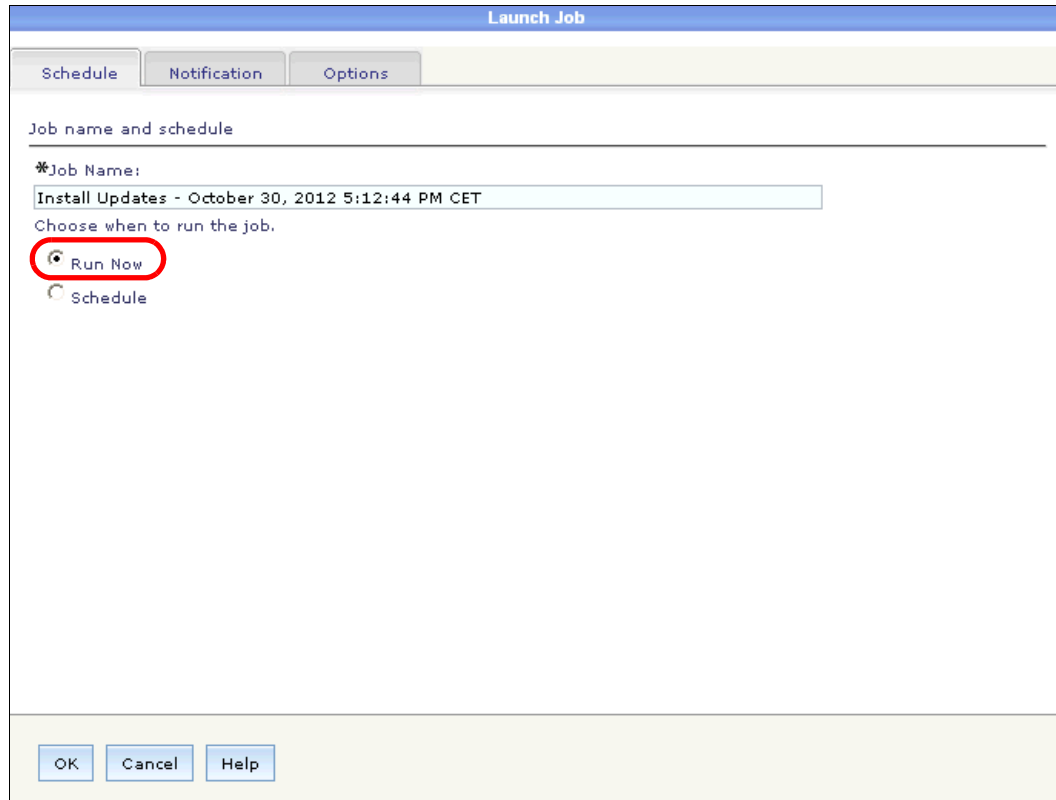 Launch Job
Schedule Notification Options
Job name and schedule
*Job Name:
Install Updates - October 30, 2012 5:12:44 PM CET
Choose when to run the job.
Run Now
Schedule
OK Cancel Help